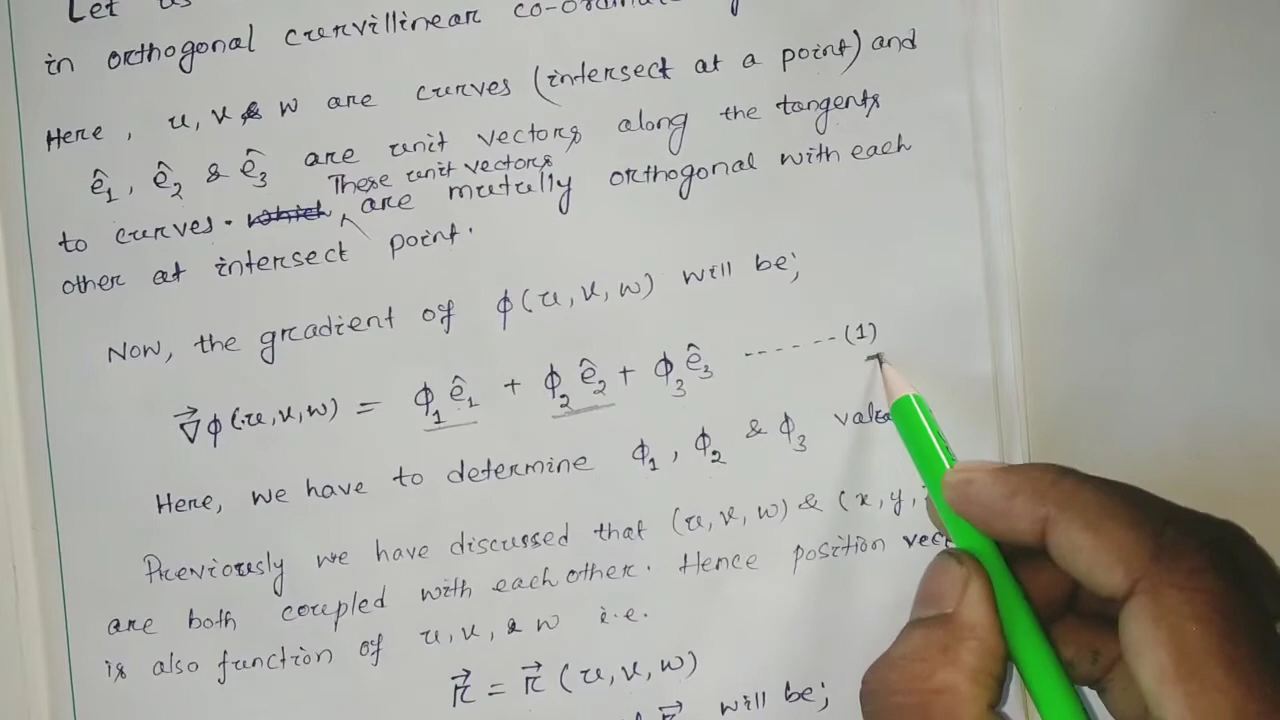 Let us
in orthogonal curvillinear co-ordinate
Here, u, v & w are curves (intersect at a point) and
ê₁, ê₂ & ê₃ are unit vectors along the tangents
to curves. These unit vectors are mutually orthogonal with each
other at intersect point.
Now, the gradient of ϕ(u, v, w) will be;
∇⃗ϕ(u, v, w) = ϕ₁ê₁ + ϕ₂ê₂ + ϕ₃ê₃ ------(1)
Here, we have to determine ϕ₁, ϕ₂ & ϕ₃
Previously we have discussed that (u, v, w) & (x, y,
are both coupled with each other. Hence position
is also function of u, v, & w i.e.
r⃗ = r⃗ (u, v, w)
will be;